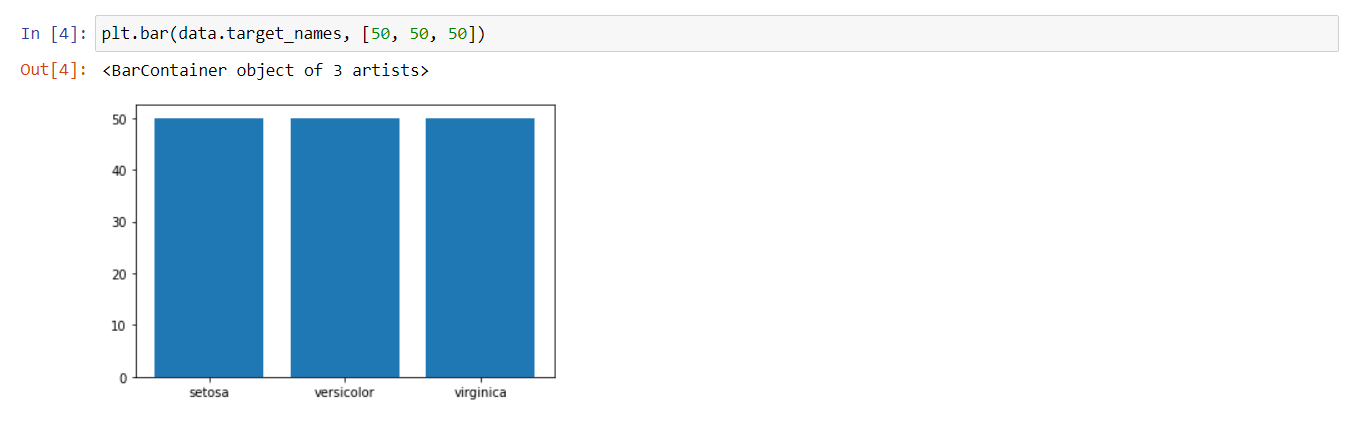 In [4]: plt.bar(data.target_names, [50, 50, 50])
Out[4]: <BarContainer object of 3 artists>
50
40
30
20
10
0
setosa versicolor virginica